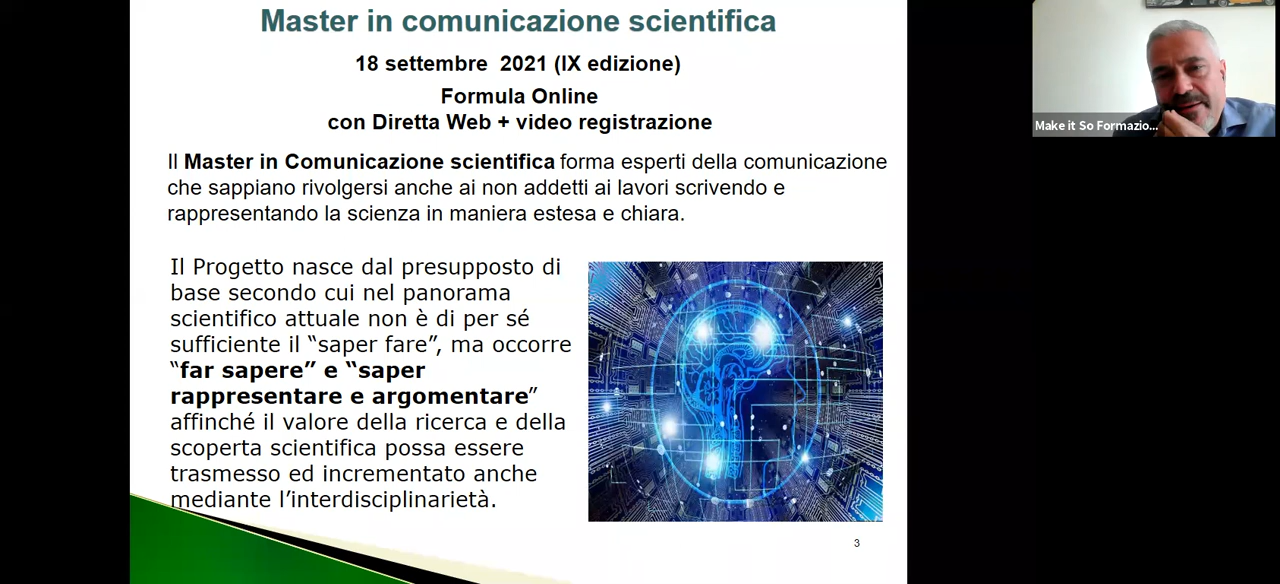 Master in comunicazione scientifica
18 settembre 2021 (IX edizione)
Formula Online
con Diretta Web + video registrazione
Il Master in Comunicazione scientifica forma esperti della comunicazione
che sappiano rivolgersi anche ai non addetti ai lavori scrivendo e
rappresentando la scienza in maniera estesa e chiara.
Il Progetto nasce dal presupposto di
base secondo cui nel panorama
scientifico attuale non è di per sé
sufficiente il “saper fare”, ma occorre
“far sapere” e “saper
rappresentare e argomentare”
affinché il valore della ricerca e della
scoperta scientifica possa essere
trasmesso ed incrementato anche
mediante l’interdisciplinarietà.
3
Make it So Formazio...